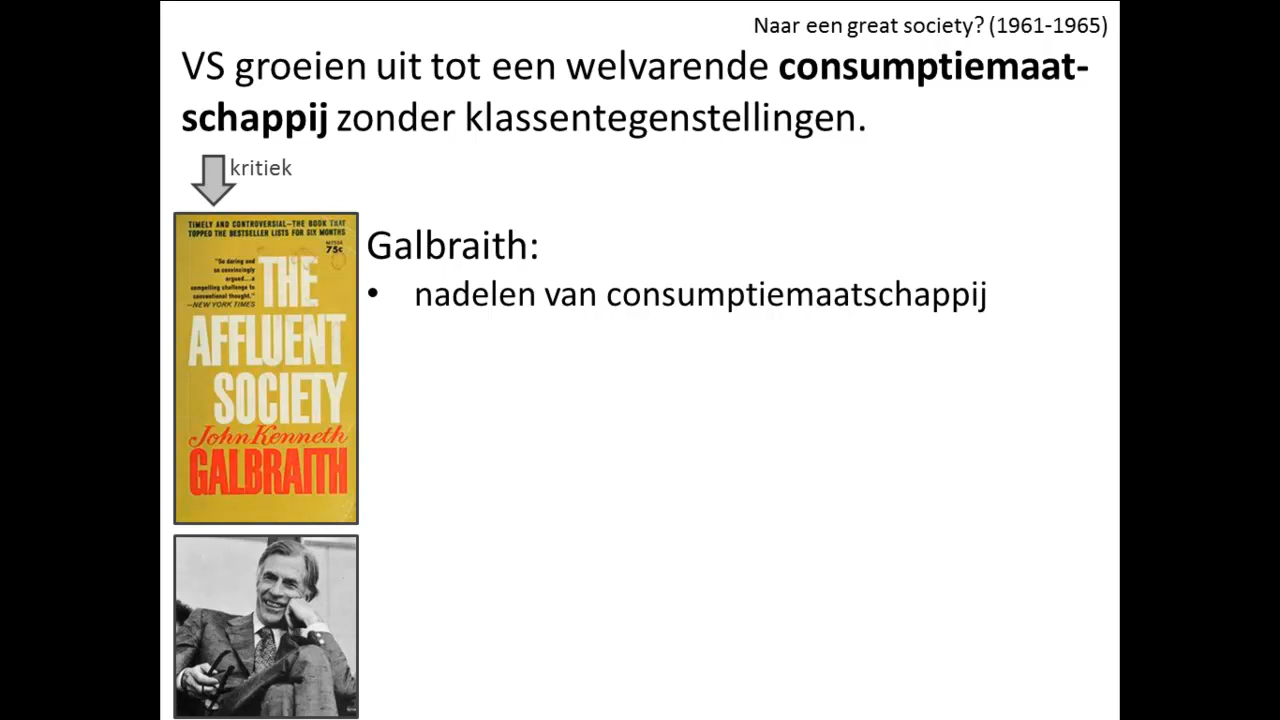 Naar een great society? (1961-1965)
VS groeien uit tot een welvarende consumptiemaat-
schappij zonder klassentegenstellingen.
kritiek
TIMELY AND CONTROVERSIAL—THE BOOK THAT
TOPPED THE BESTSELLER LISTS FOR SIX MONTHS
75¢
"So daring and
so convincingly
argued...a
compelling challenge to
conventional thought."
—NEW YORK TIMES
THE
AFFLUENT
SOCIETY
John Kenneth
GALBRAITH
Galbraith:
• nadelen van consumptiemaatschappij